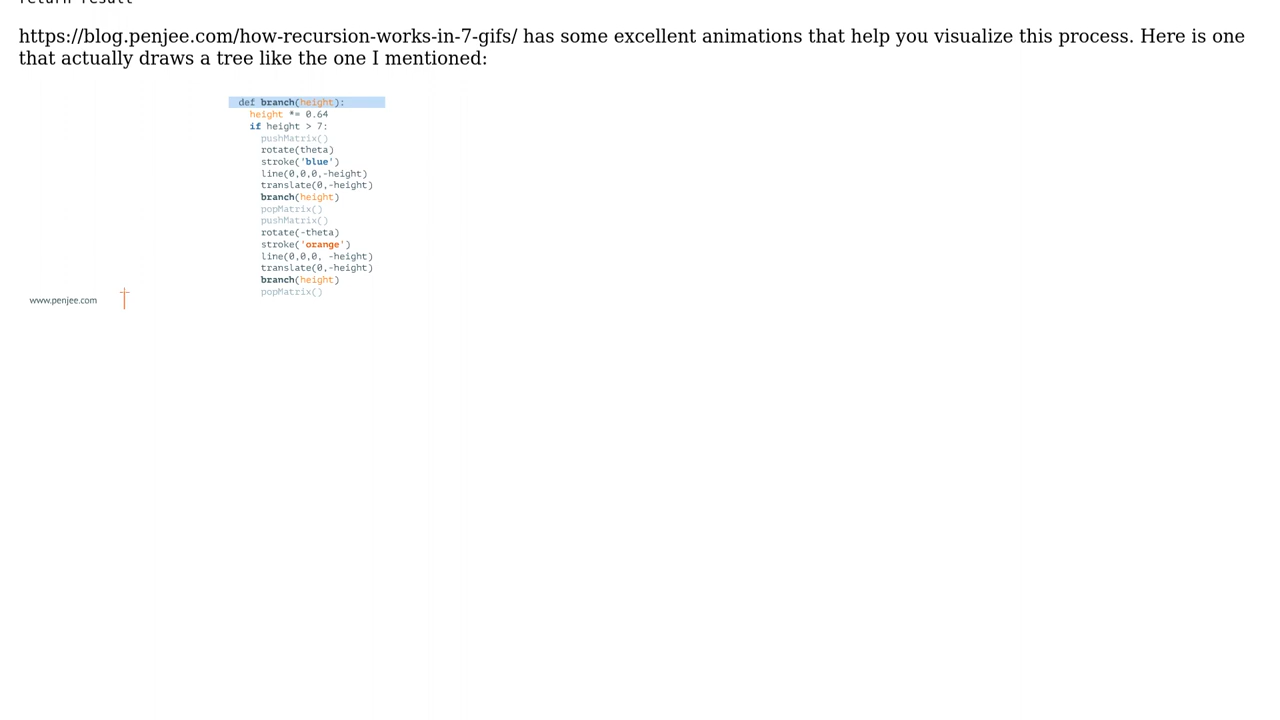 return result
https://blog.penjee.com/how-recursion-works-in-7-gifs/ has some excellent animations that help you visualize this process. Here is one
that actually draws a tree like the one I mentioned:
def branch(height):
height *= 0.64
if height > 7:
pushMatrix()
rotate(theta)
stroke('blue')
line(0,0,0,-height)
translate(0,-height)
branch(height)
popMatrix()
pushMatrix()
rotate(-theta)
stroke('orange')
line(0,0,0, -height)
translate(0,-height)
branch(height)
popMatrix()
www.penjee.com